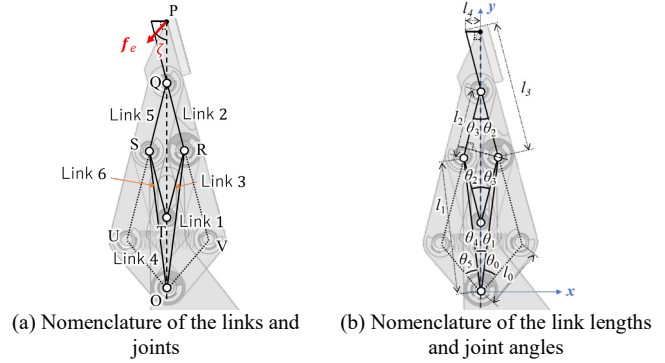 P
f_e
ζ
Q
Link 5
Link 2
S
R
Link 6
Link 3
T
Link 1
U
V
Link 4
O
(a) Nomenclature of the links and
joints
l_4
y
l_3
l_2
θ_3 θ_2
θ_2 θ_3
l_1
θ_4 θ_1
θ_5 θ_0
l_0
x
(b) Nomenclature of the link lengths
and joint angles